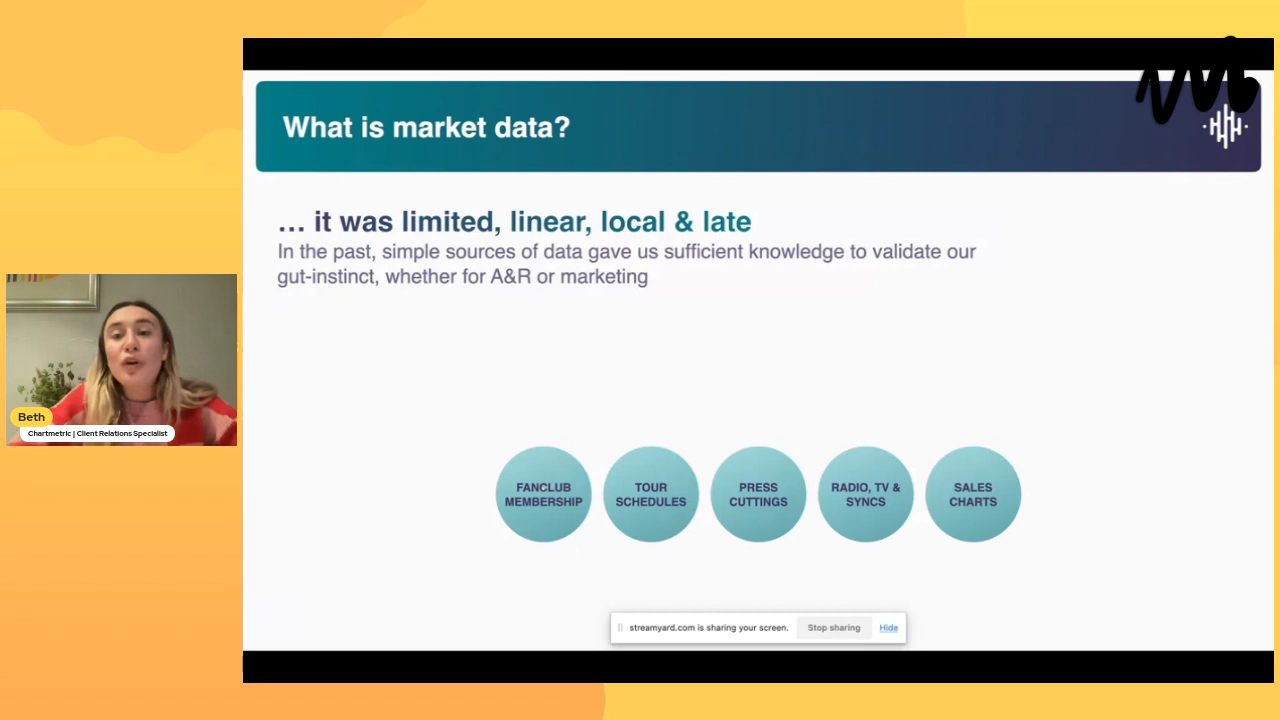 What is market data?
… it was limited, linear, local & late
In the past, simple sources of data gave us sufficient knowledge to validate our
gut-instinct, whether for A&R or marketing
Beth
Chartmetric | Client Relations Specialist
FANCLUB
MEMBERSHIP
TOUR
SCHEDULES
PRESS
CUTTINGS
RADIO, TV &
SYNCS
SALES
CHARTS
streamyard.com is sharing your screen.
Stop sharing
Hide